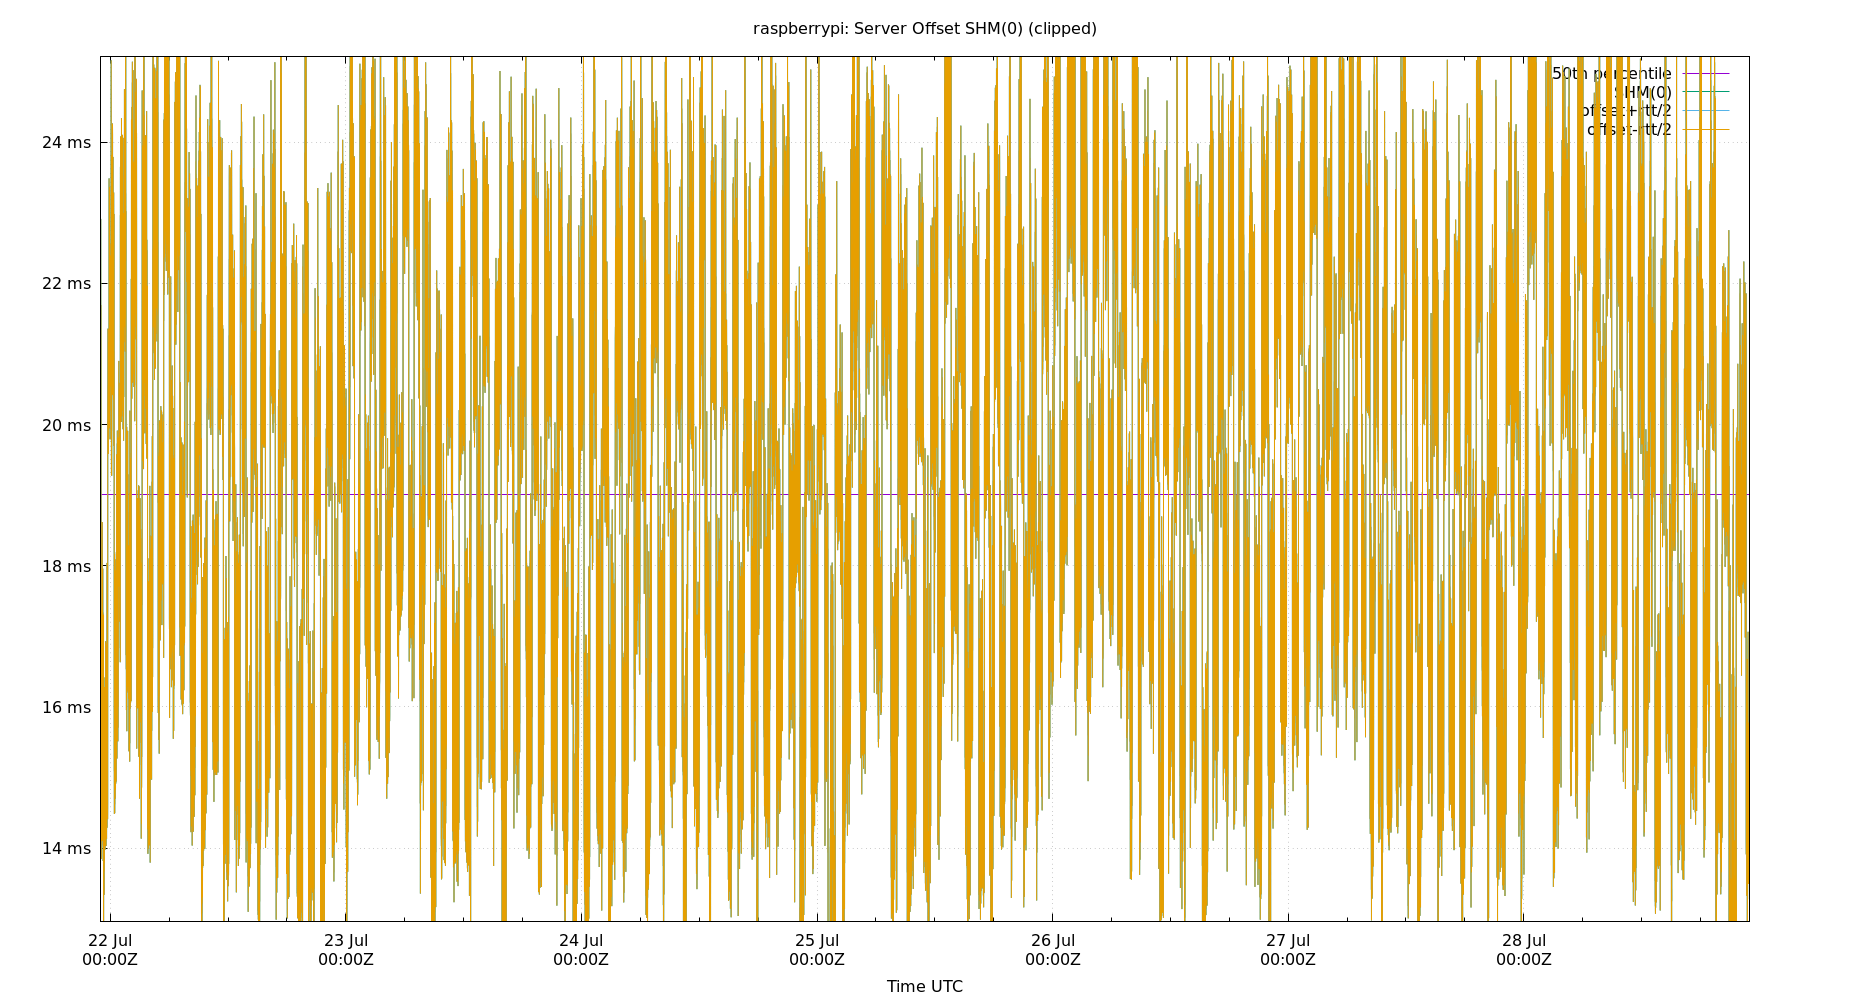 raspberrypi: Server Offset SHM(0) (clipped)
50th percentile
SHM(0)
offset+rtt/2
offset-rtt/2
24 ms
22 ms
20 ms
18 ms
16 ms
14 ms
22 Jul 23 Jul 24 Jul 25 Jul 26 Jul 27 Jul 28 Jul
00:00Z 00:00Z 00:00Z 00:00Z 00:00Z 00:00Z 00:00Z
Time UTC